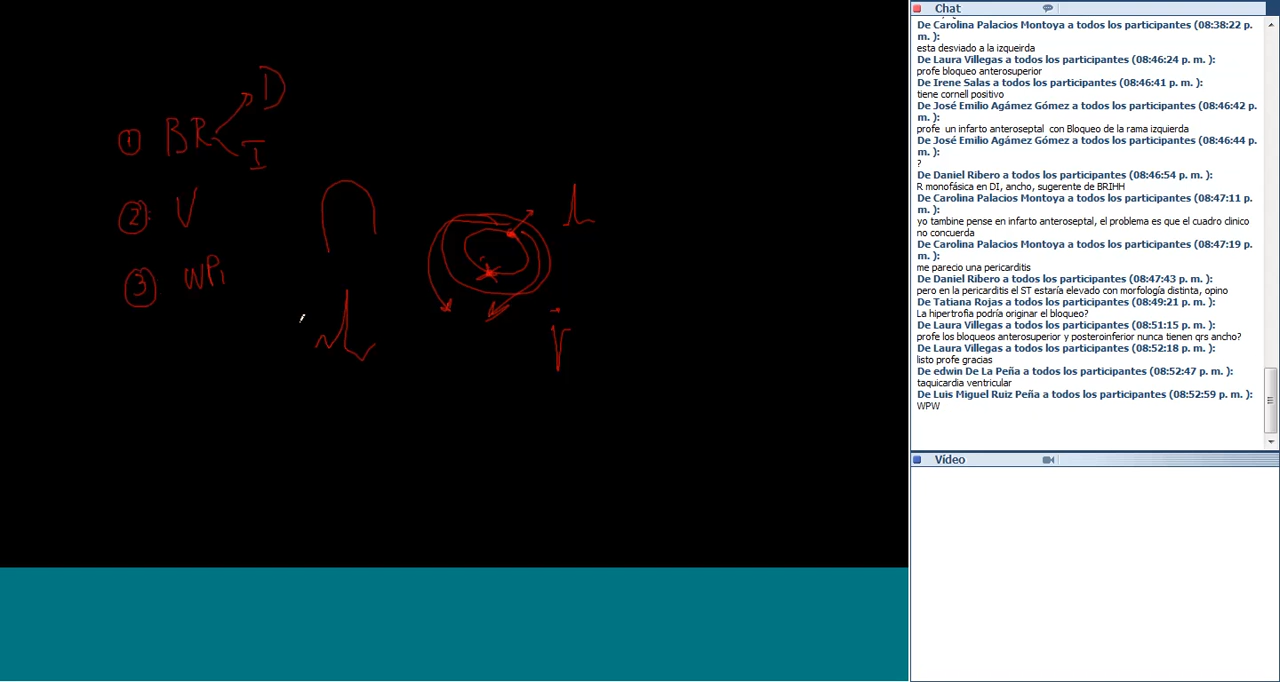 ① BR D
I
② V
③ WPW
Chat
De Carolina Palacios Montoya a todos los participantes (08:38:22 p.
m. ):
esta desviado a la izqueirda
De Laura Villegas a todos los participantes (08:46:24 p. m. ):
profe bloqueo anterosuperior
De Irene Salas a todos los participantes (08:46:41 p. m. ):
tiene cornell positivo
De José Emilio Agámez Gómez a todos los participantes (08:46:42 p.
m. ):
profe un infarto anteroseptal con Bloqueo de la rama izquierda
De José Emilio Agámez Gómez a todos los participantes (08:46:44 p.
m. ):
?
De Daniel Ribero a todos los participantes (08:46:54 p. m. ):
R monofásica en DI, ancho, sugerente de BRIHH
De Carolina Palacios Montoya a todos los participantes (08:47:11 p.
m. ):
yo tambine pense en infarto anteroseptal, el problema es que el cuadro clinico
no concuerda
De Carolina Palacios Montoya a todos los participantes (08:47:19 p.
m. ):
me parecio una pericarditis
De Daniel Ribero a todos los participantes (08:47:43 p. m. ):
pero en la pericarditis el ST estaría elevado con morfología distinta, opino
De Tatiana Rojas a todos los participantes (08:49:21 p. m. ):
La hipertrofia podría originar el bloqueo?
De Laura Villegas a todos los participantes (08:51:15 p. m. ):
profe los bloqueos anterosuperior y posteroinferior nunca tienen qrs ancho?
De Laura Villegas a todos los participantes (08:52:18 p. m. ):
listo profe gracias
De edwin De La Peña a todos los participantes (08:52:47 p. m. ):
taquicardia ventricular
De Luis Miguel Ruiz Peña a todos los participantes (08:52:59 p. m. ):
WPW
Vídeo